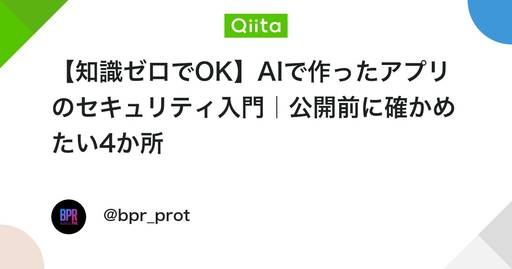 Qiita
【知識ゼロでOK】AIで作ったアプリ
のセキュリティ入門｜公開前に確かめ
たい4か所
BPR
@bpr_prot